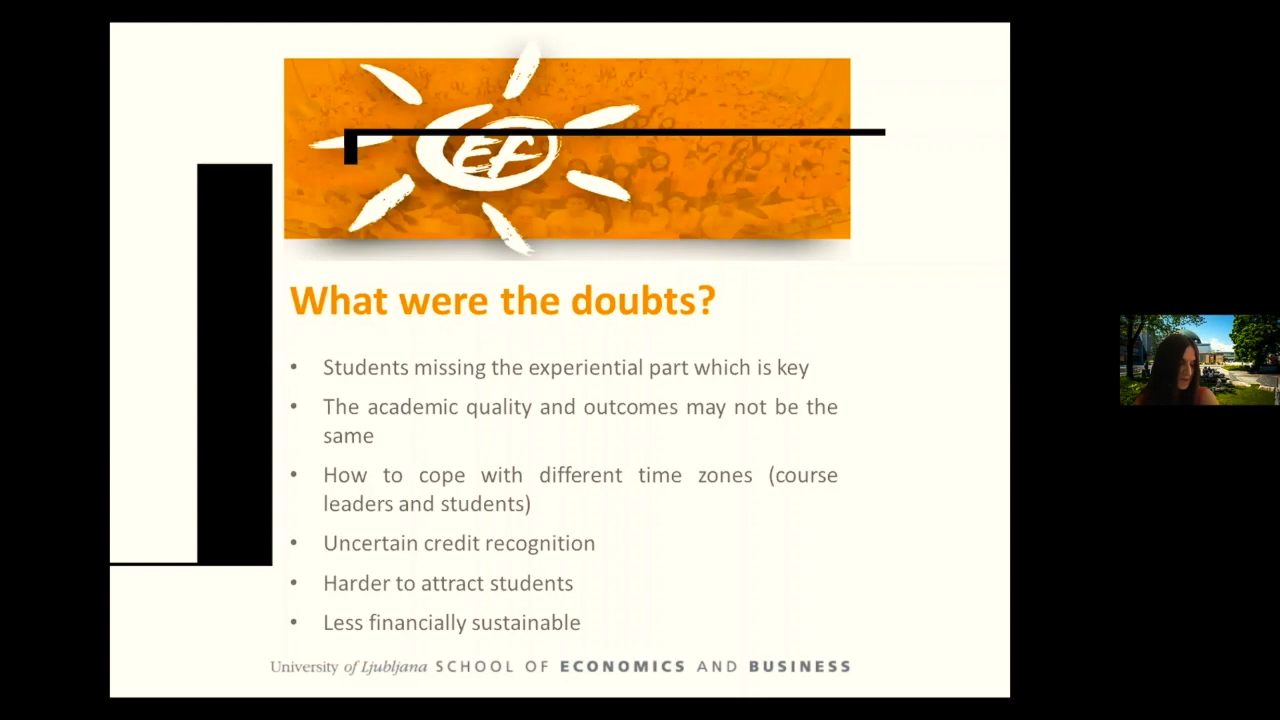 EF
What were the doubts?
• Students missing the experiential part which is key
• The academic quality and outcomes may not be the
same
• How to cope with different time zones (course
leaders and students)
• Uncertain credit recognition
• Harder to attract students
• Less financially sustainable
University of Ljubljana SCHOOL OF ECONOMICS AND BUSINESS